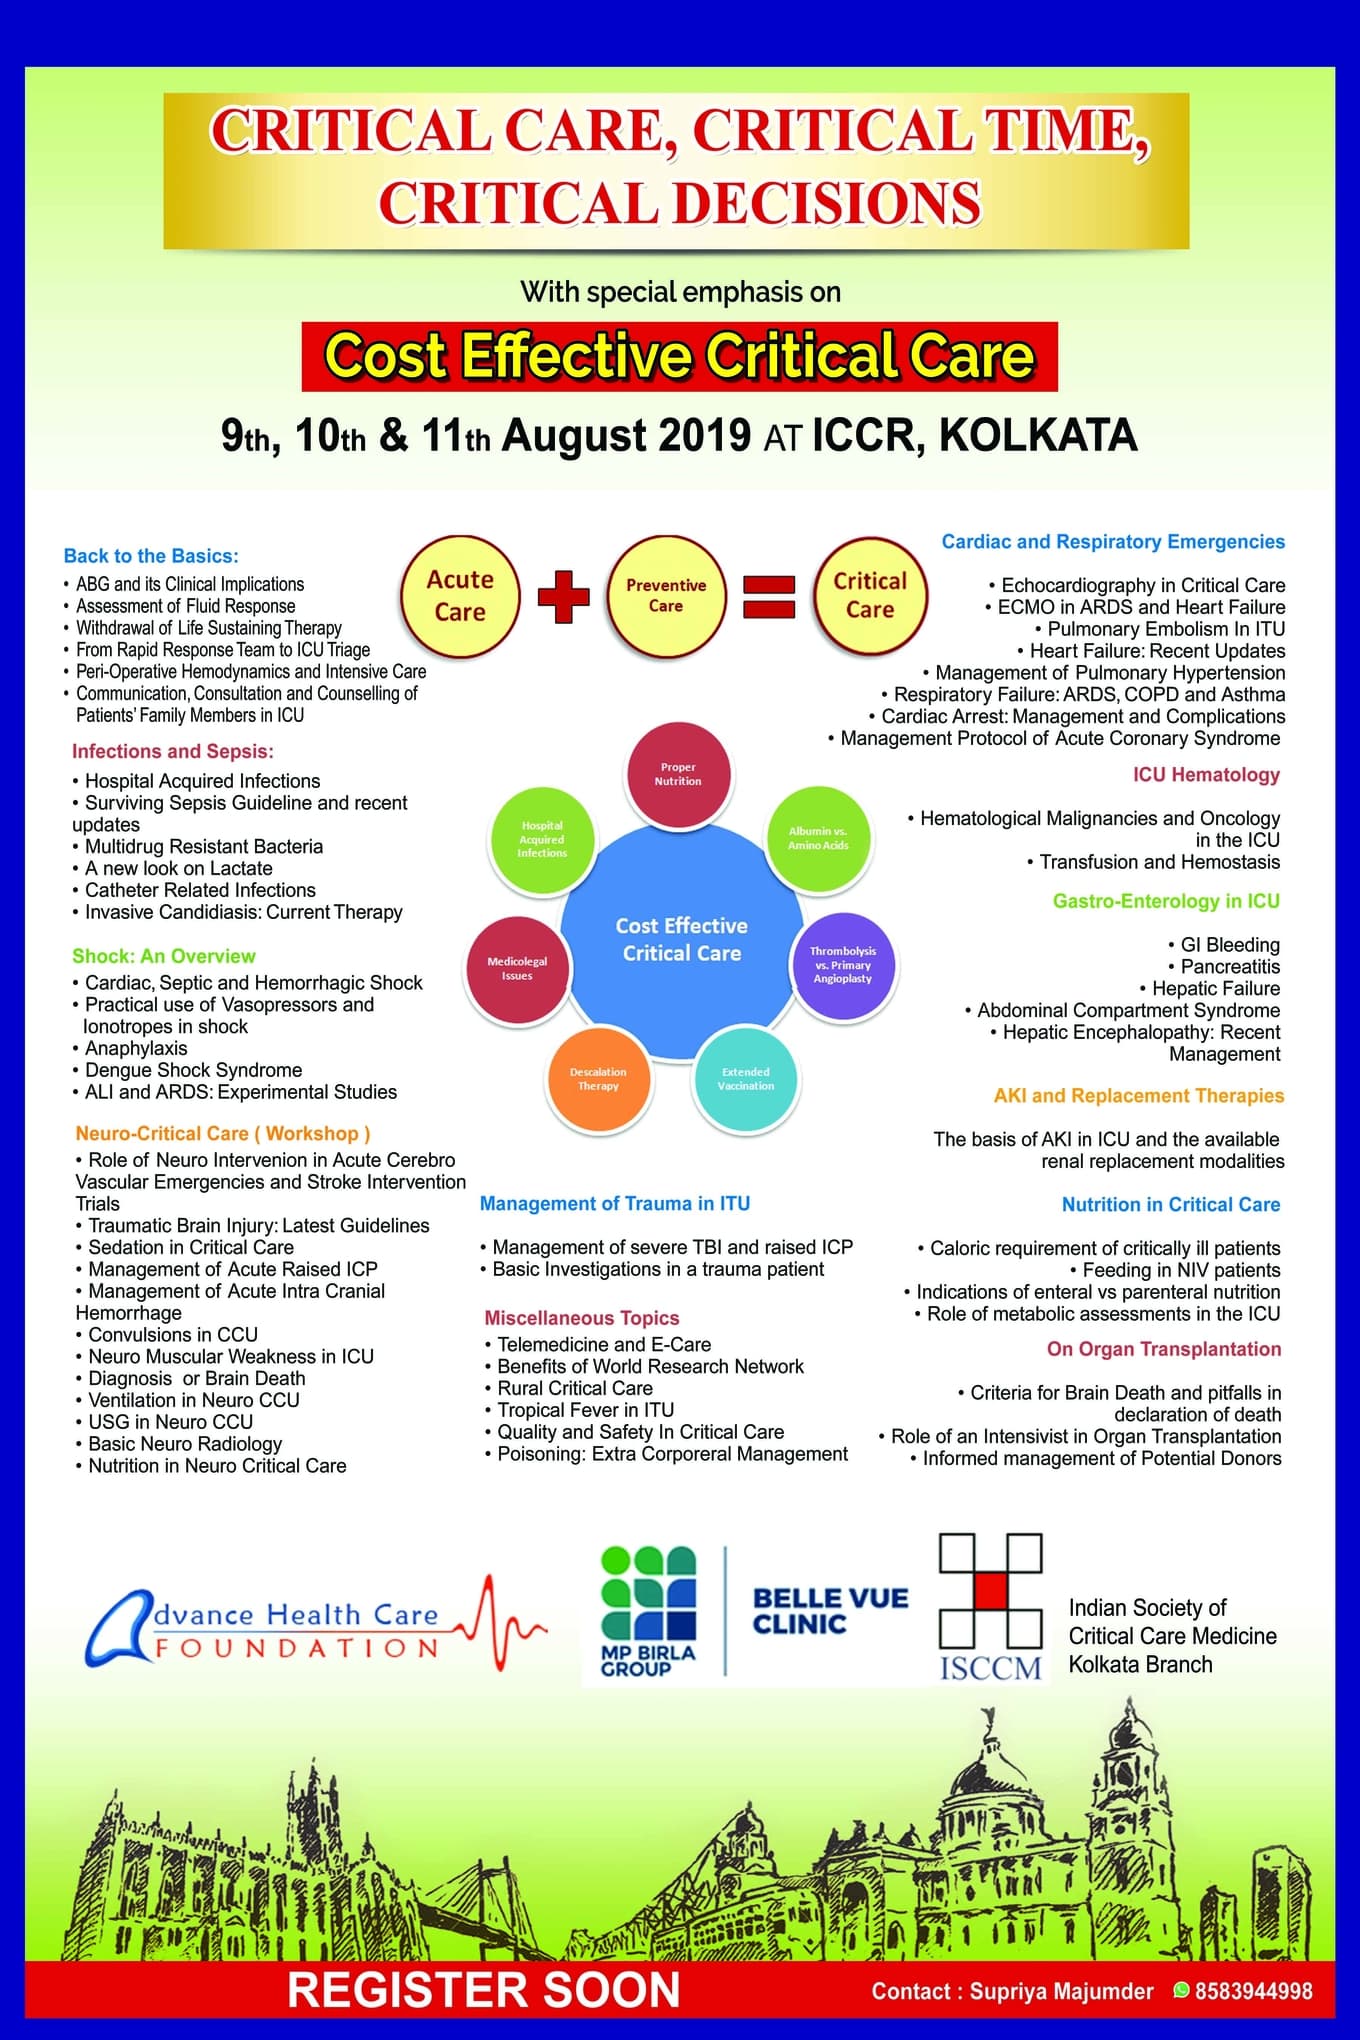 CRITICAL CARE, CRITICAL TIME,
CRITICAL DECISIONS
With special emphasis on
Cost Effective Critical Care
9th, 10th & 11th August 2019 AT ICCR, KOLKATA
Back to the Basics:
• ABG and its Clinical Implications
• Assessment of Fluid Response
• Withdrawal of Life Sustaining Therapy
• From Rapid Response Team to ICU Triage
• Peri-Operative Hemodynamics and Intensive Care
• Communication, Consultation and Counselling of
Patients' Family Members in ICU
Infections and Sepsis:
• Hospital Acquired Infections
• Surviving Sepsis Guideline and recent
updates
• Multidrug Resistant Bacteria
• A new look on Lactate
• Catheter Related Infections
• Invasive Candidiasis: Current Therapy
Shock: An Overview
• Cardiac, Septic and Hemorrhagic Shock
• Practical use of Vasopressors and
Ionotropes in shock
• Anaphylaxis
• Dengue Shock Syndrome
• ALI and ARDS: Experimental Studies
Neuro-Critical Care ( Workshop )
• Role of Neuro Intervenion in Acute Cerebro
Vascular Emergencies and Stroke Intervention
Trials
• Traumatic Brain Injury: Latest Guidelines
• Sedation in Critical Care
• Management of Acute Raised ICP
• Management of Acute Intra Cranial
Hemorrhage
• Convulsions in CCU
• Neuro Muscular Weakness in ICU
• Diagnosis or Brain Death
• Ventilation in Neuro CCU
• USG in Neuro CCU
• Basic Neuro Radiology
• Nutrition in Neuro Critical Care
Acute
Care
Preventive
Care
Critical
Care
Proper
Nutrition
Albumin vs.
Amino Acids
Thrombolysis
vs. Primary
Angioplasty
Extended
Vaccination
Descalation
Therapy
Medicolegal
Issues
Hospital
Acquired
Infections
Cost Effective
Critical Care
Management of Trauma in ITU
• Management of severe TBI and raised ICP
• Basic Investigations in a trauma patient
Miscellaneous Topics
• Telemedicine and E-Care
• Benefits of World Research Network
• Rural Critical Care
• Tropical Fever in ITU
• Quality and Safety In Critical Care
• Poisoning: Extra Corporeral Management
Cardiac and Respiratory Emergencies
• Echocardiography in Critical Care
• ECMO in ARDS and Heart Failure
• Pulmonary Embolism In ITU
• Heart Failure: Recent Updates
• Management of Pulmonary Hypertension
• Respiratory Failure: ARDS, COPD and Asthma
• Cardiac Arrest: Management and Complications
• Management Protocol of Acute Coronary Syndrome
ICU Hematology
• Hematological Malignancies and Oncology
in the ICU
• Transfusion and Hemostasis
Gastro-Enterology in ICU
• GI Bleeding
• Pancreatitis
• Hepatic Failure
• Abdominal Compartment Syndrome
• Hepatic Encephalopathy: Recent
Management
AKI and Replacement Therapies
The basis of AKI in ICU and the available
renal replacement modalities
Nutrition in Critical Care
• Caloric requirement of critically ill patients
• Feeding in NIV patients
• Indications of enteral vs parenteral nutrition
• Role of metabolic assessments in the ICU
On Organ Transplantation
• Criteria for Brain Death and pitfalls in
declaration of death
• Role of an Intensivist in Organ Transplantation
• Informed management of Potential Donors
Advance Health Care
FOUNDATION
MP BIRLA
GROUP
BELLE VUE
CLINIC
ISCCM
Indian Society of
Critical Care Medicine
Kolkata Branch
REGISTER SOON
Contact : Supriya Majumder 8583944998